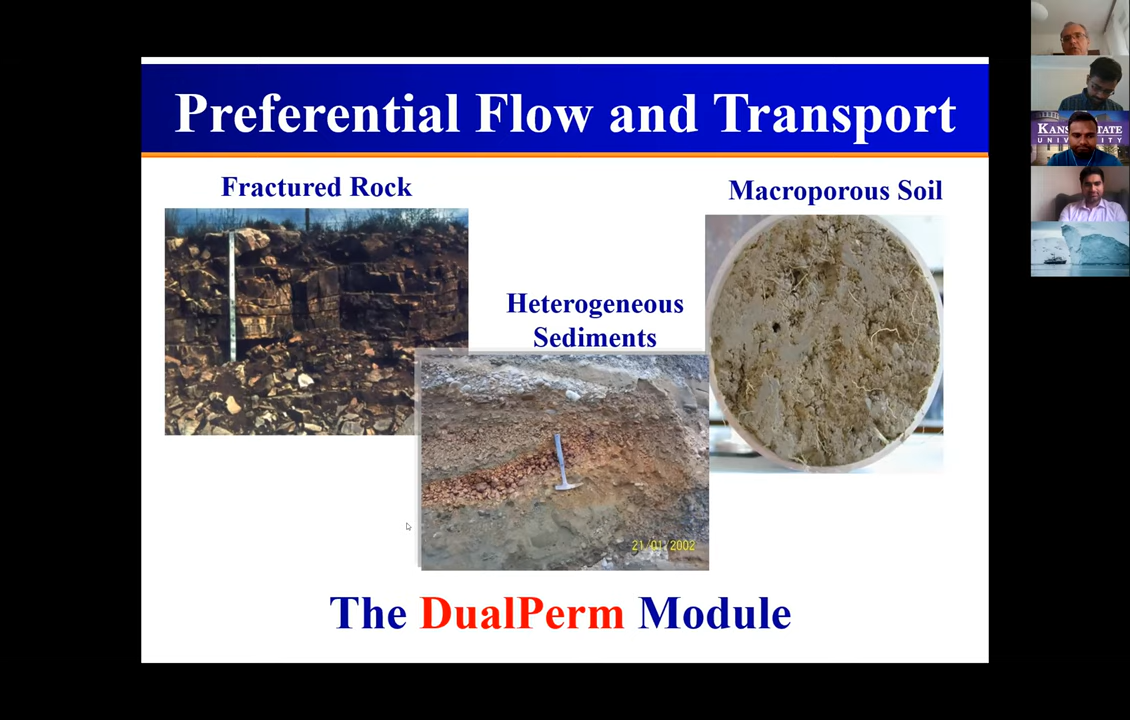 Preferential Flow and Transport
Fractured Rock
Macroporous Soil
Heterogeneous
Sediments
21/01/2002
The DualPerm Module